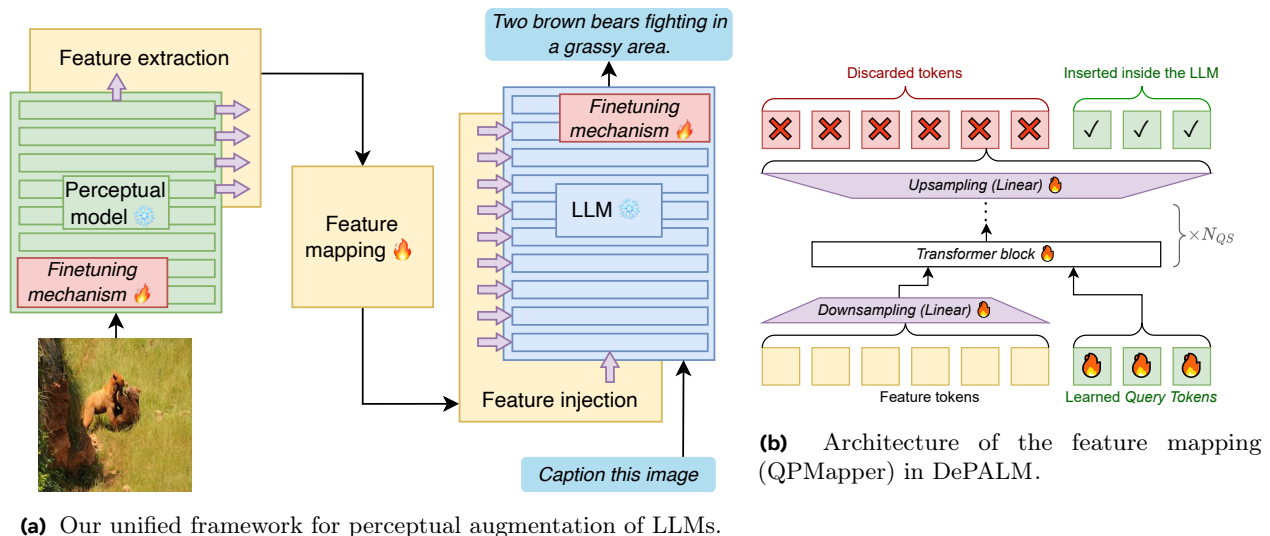 Feature extraction
Perceptual
model
Finetuning
mechanism
Feature
mapping
Two brown bears fighting in
a grassy area.
Finetuning
mechanism
LLM
Feature injection
Caption this image
(a) Our unified framework for perceptual augmentation of LLMs.
Discarded tokens
Inserted inside the LLM
✓ ✓ ✓
Upsampling (Linear)
×N_QS
Transformer block
Downsampling (Linear)
Feature tokens
Learned Query Tokens
(b) Architecture of the feature mapping
(QPMapper) in DePALM.